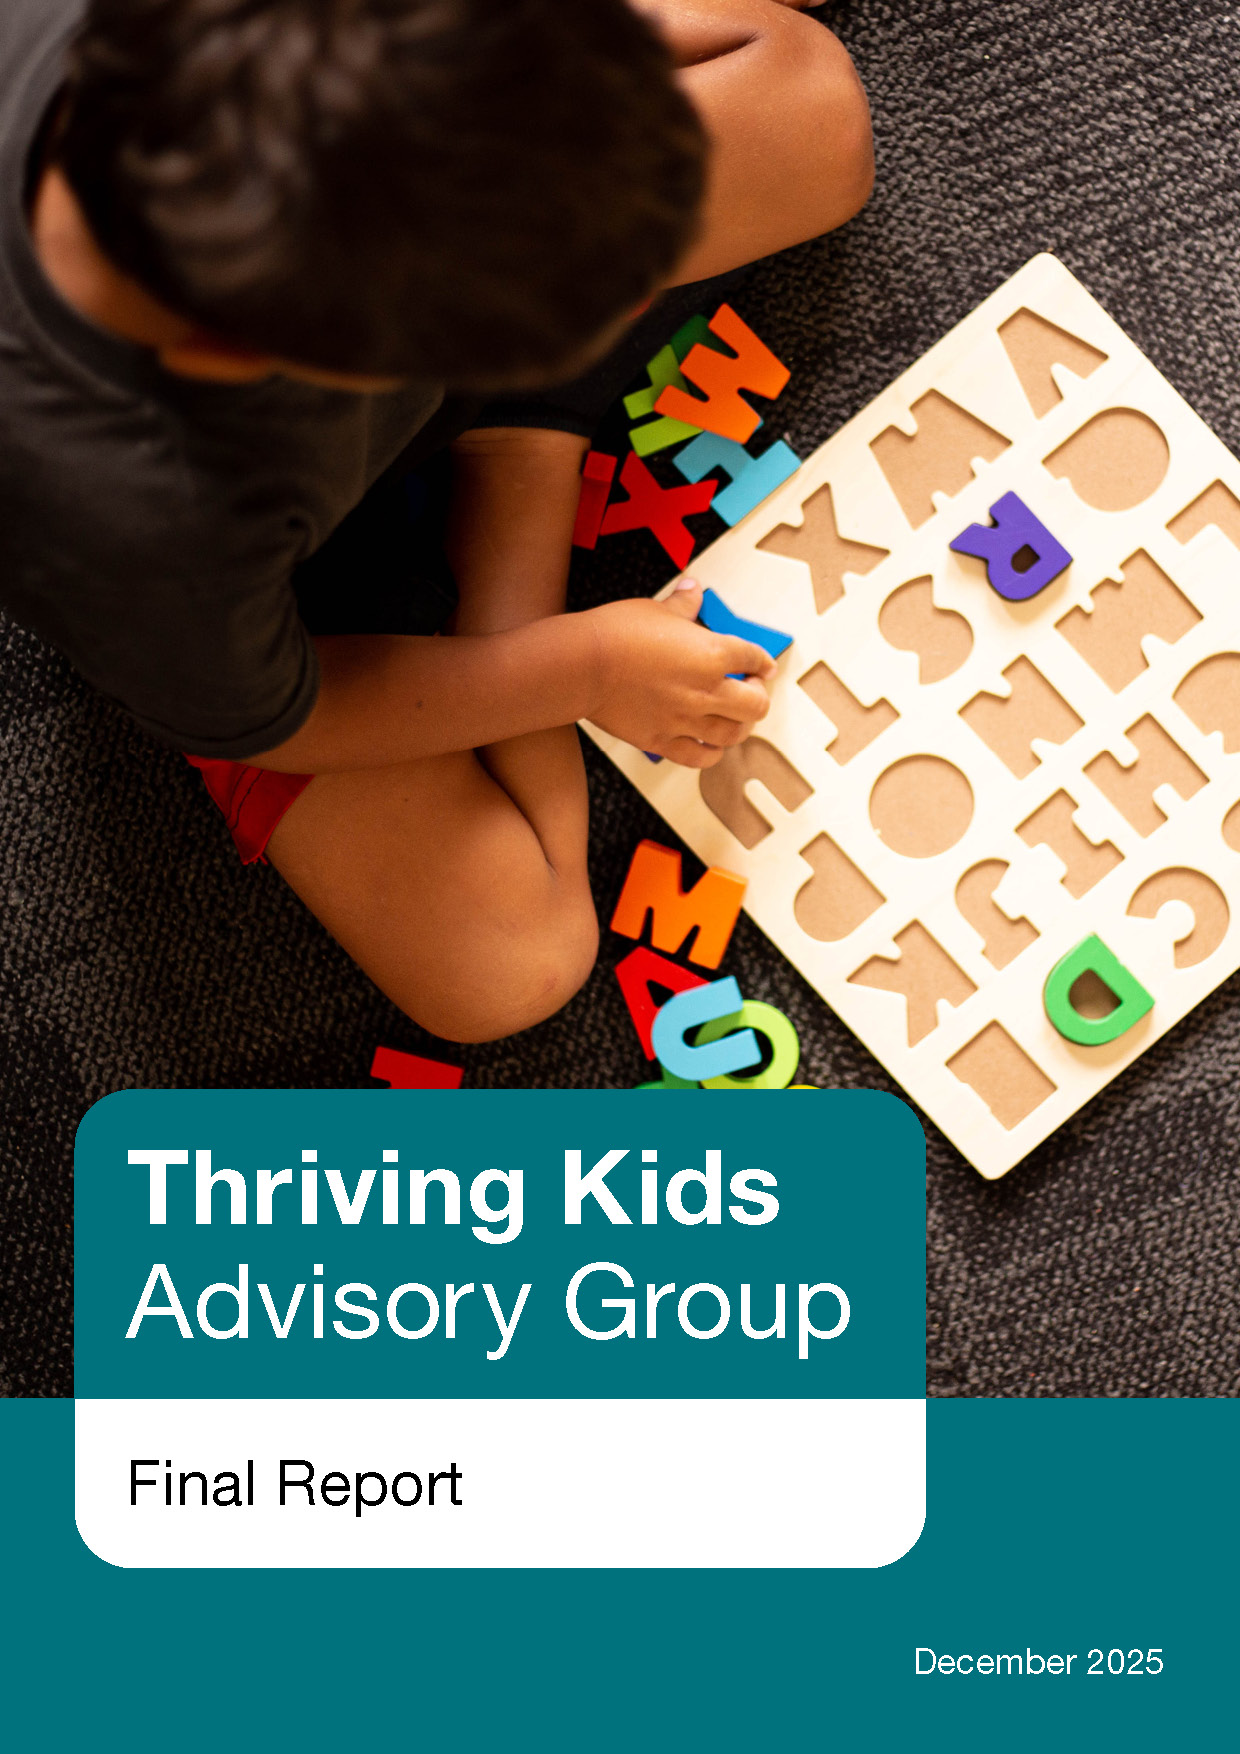 Thriving Kids
Advisory Group
Final Report
December 2025